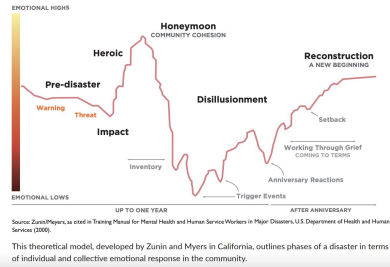 EMOTIONAL HIGHS
Honeymoon
COMMUNITY COHESION
Heroic
Reconstruction
A NEW BEGINNING
Pre-disaster
Warning
Threat
Disillusionment
Impact
Setback
Inventory
Working Through Grief
COMING TO TERMS
Anniversary Reactions
Trigger Events
EMOTIONAL LOWS
UP TO ONE YEAR
AFTER ANNIVERSARY
Source: Zunin/Meyers, as cited in Training Manual for Mental Health and Human Service Workers in Major Disasters, U.S. Department of Health and Human
Services (2000).
This theoretical model, developed by Zunin and Myers in California, outlines phases of a disaster in terms
of individual and collective emotional response in the community.